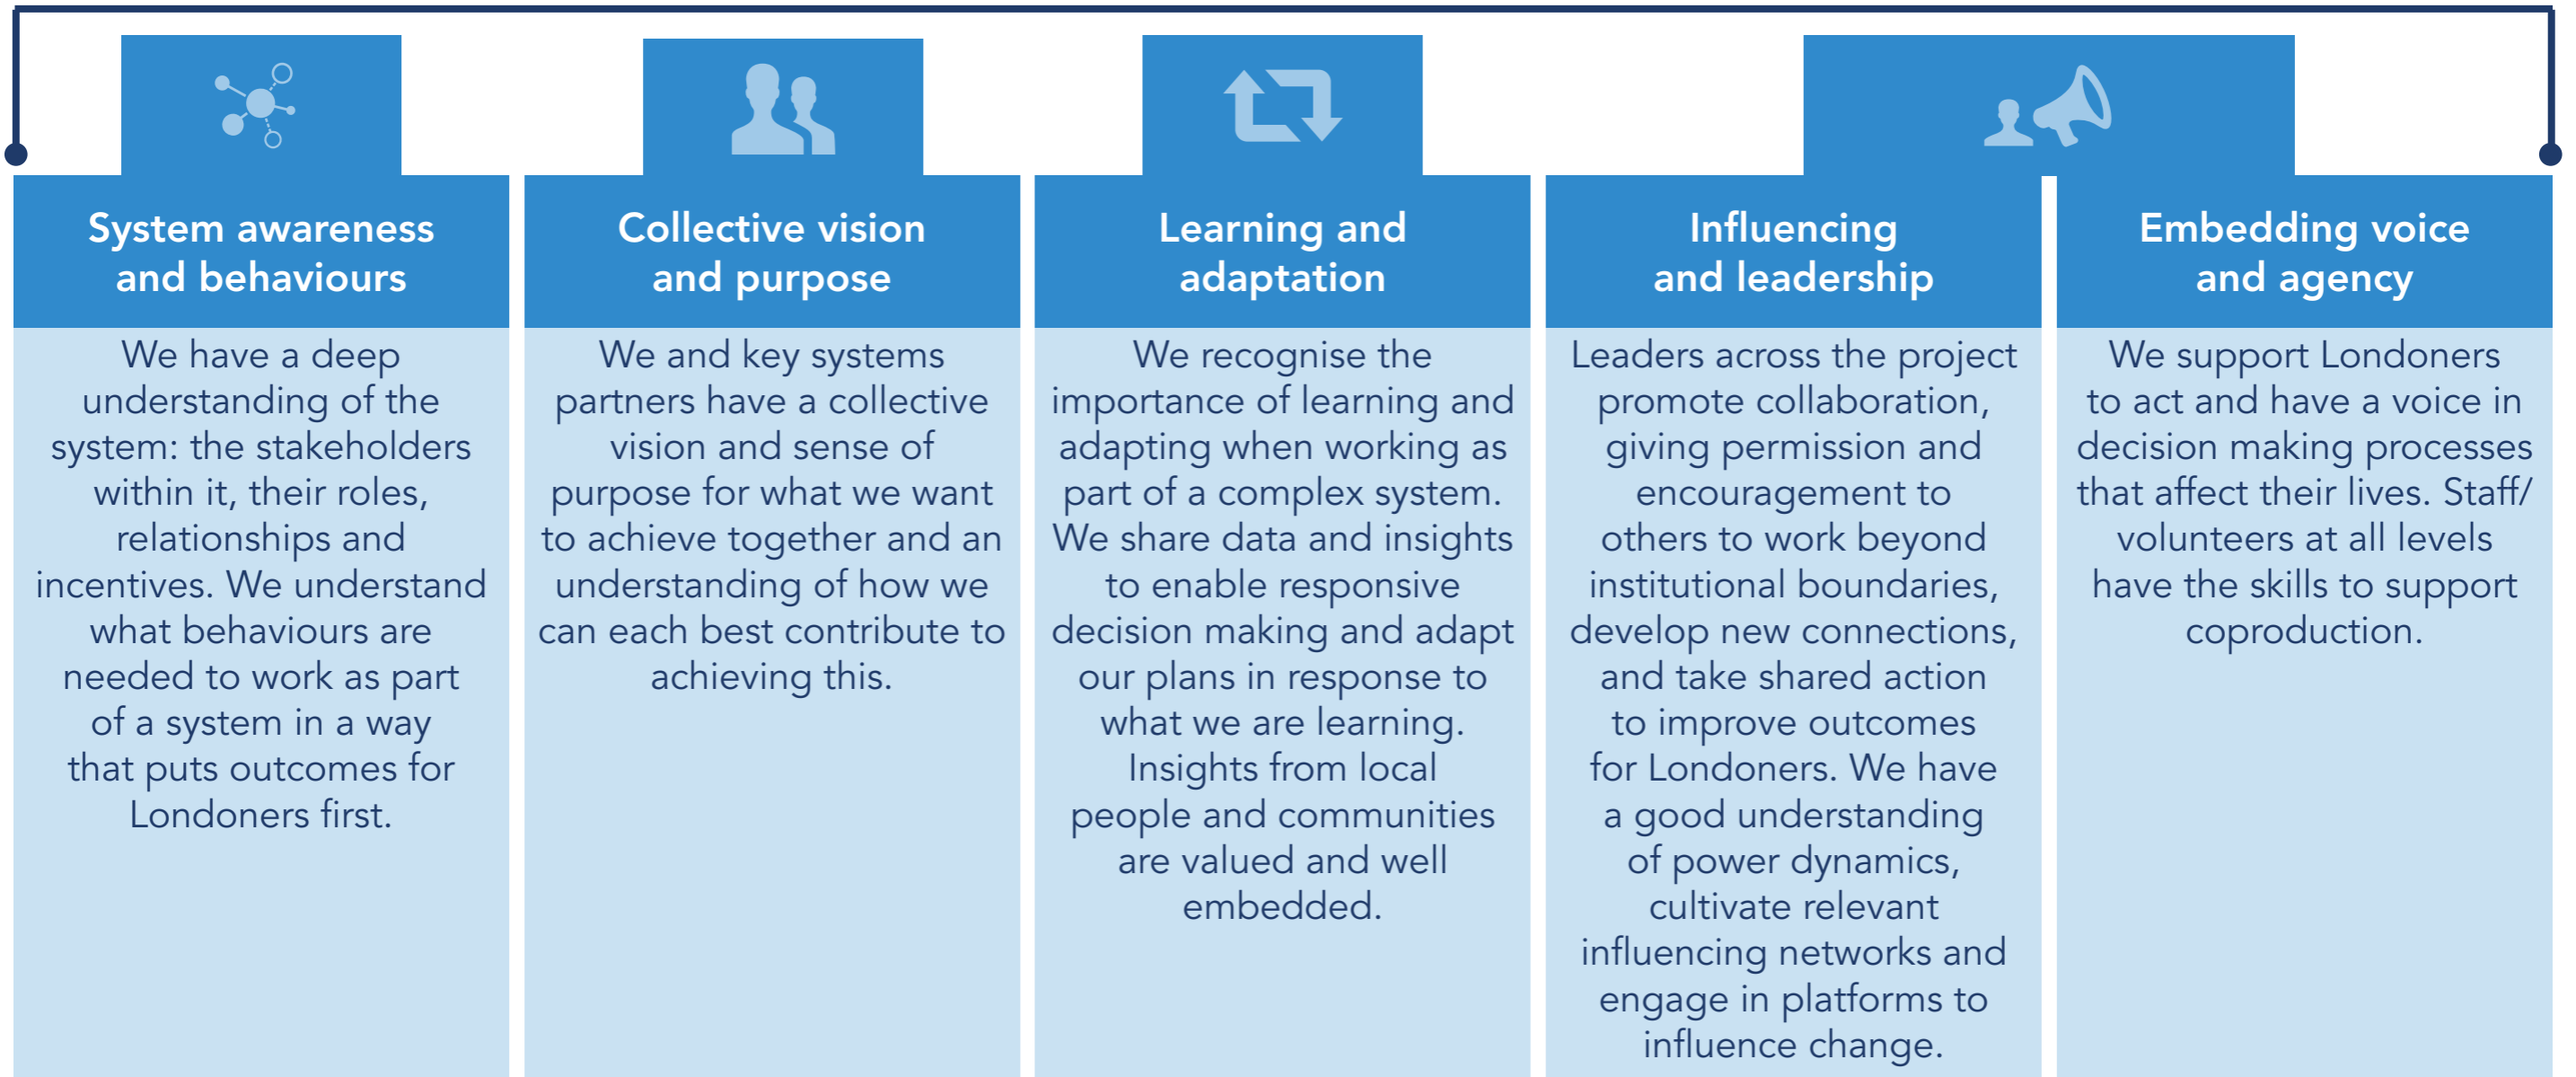 System awareness
and behaviours
We have a deep
understanding of the
system: the stakeholders
within it, their roles,
relationships and
incentives. We understand
what behaviours are
needed to work as part
of a system in a way
that puts outcomes for
Londoners first.
Collective vision
and purpose
We and key systems
partners have a collective
vision and sense of
purpose for what we want
to achieve together and an
understanding of how we
can each best contribute to
achieving this.
Learning and
adaptation
We recognise the
importance of learning and
adapting when working as
part of a complex system.
We share data and insights
to enable responsive
decision making and adapt
our plans in response to
what we are learning.
Insights from local
people and communities
are valued and well
embedded.
Influencing
and leadership
Leaders across the project
promote collaboration,
giving permission and
encouragement to
others to work beyond
institutional boundaries,
develop new connections,
and take shared action
to improve outcomes
for Londoners. We have
a good understanding
of power dynamics,
cultivate relevant
influencing networks and
engage in platforms to
influence change.
Embedding voice
and agency
We support Londoners
to act and have a voice in
decision making processes
that affect their lives. Staff/
volunteers at all levels
have the skills to support
coproduction.